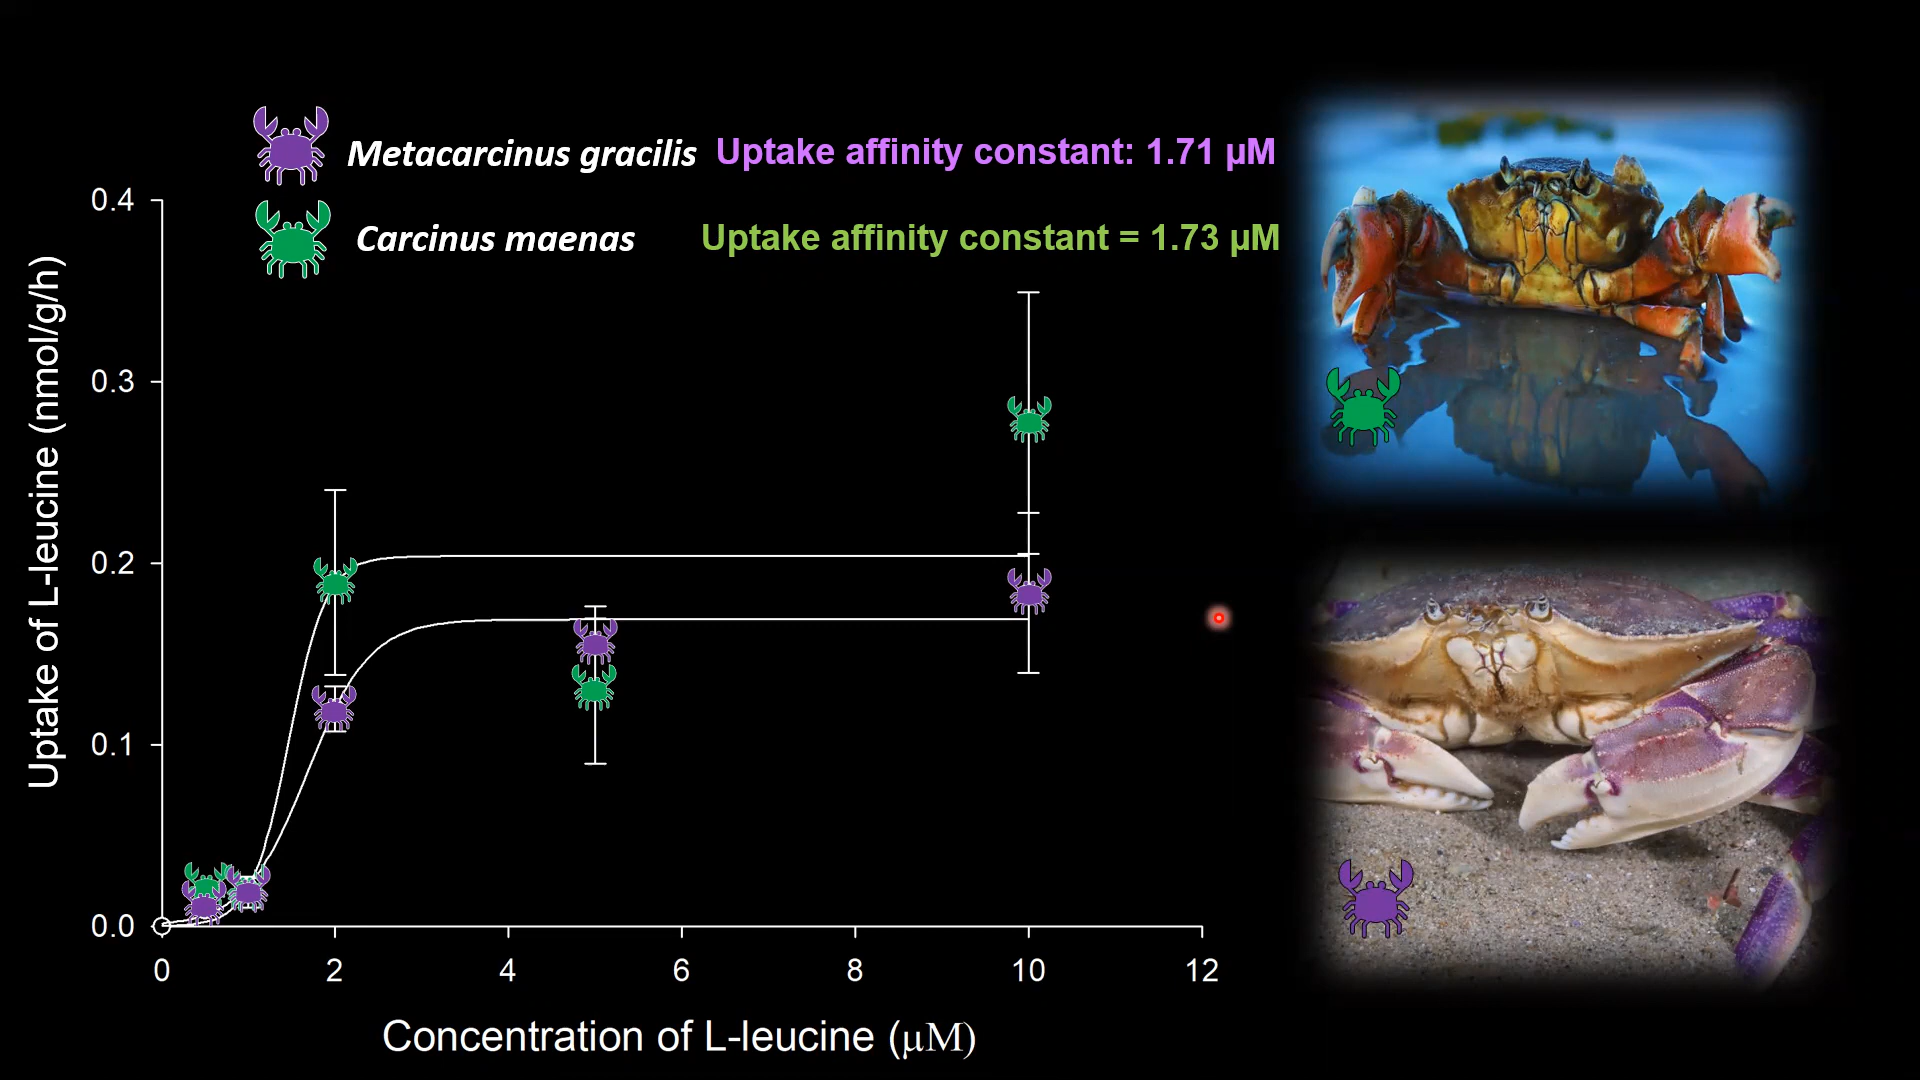 Metacarcinus gracilis Uptake affinity constant: 1.71 µM
Carcinus maenas Uptake affinity constant = 1.73 µM
Uptake of L-leucine (nmol/g/h)
0.4
0.3
0.2
0.1
0.0
0 2 4 6 8 10 12
Concentration of L-leucine (µM)